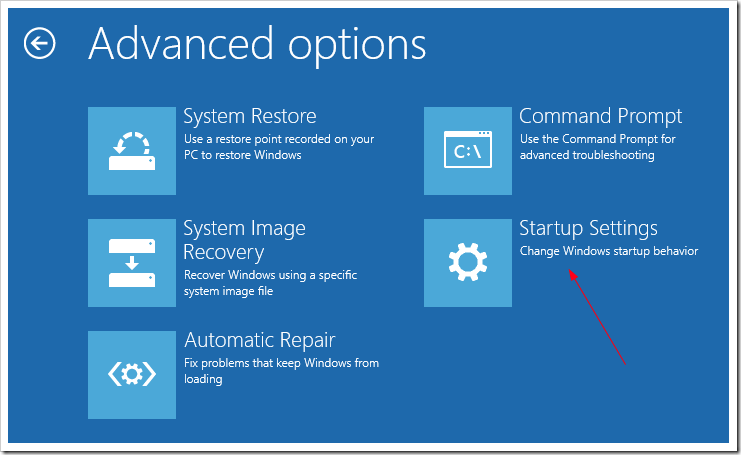 Advanced options
System Restore
Use a restore point recorded on your
PC to restore Windows
System Image
Recovery
Recover Windows using a specific
system image file
Automatic Repair
Fix problems that keep Windows from
loading
C:\
Command Prompt
Use the Command Prompt for
advanced troubleshooting
Startup Settings
Change Windows startup behavior